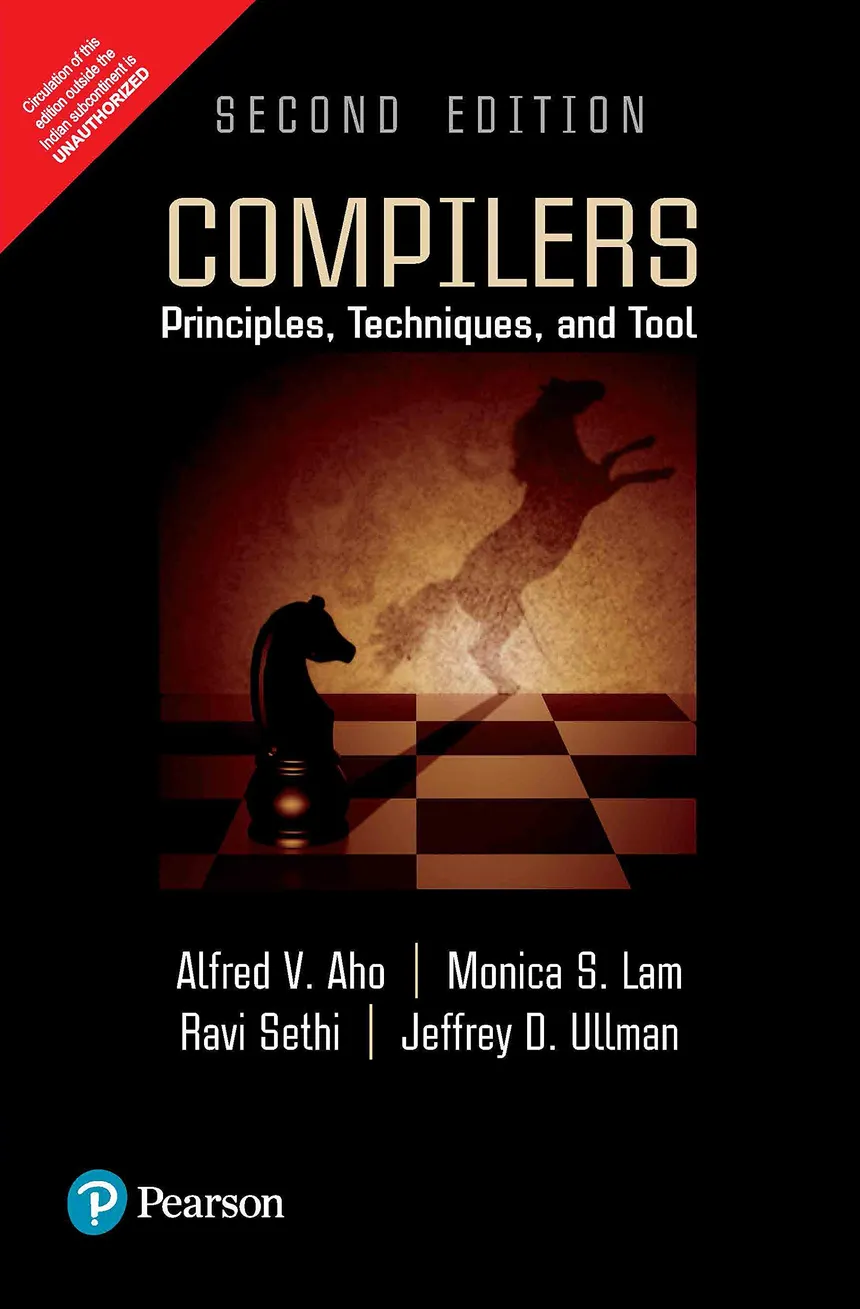 Circulation of this
edition outside the
Indian subcontinent is
UNAUTHORIZED
SECOND EDITION
COMPILERS
Principles, Techniques, and Tool
Alfred V. Aho | Monica S. Lam
Ravi Sethi | Jeffrey D. Ullman
Pearson